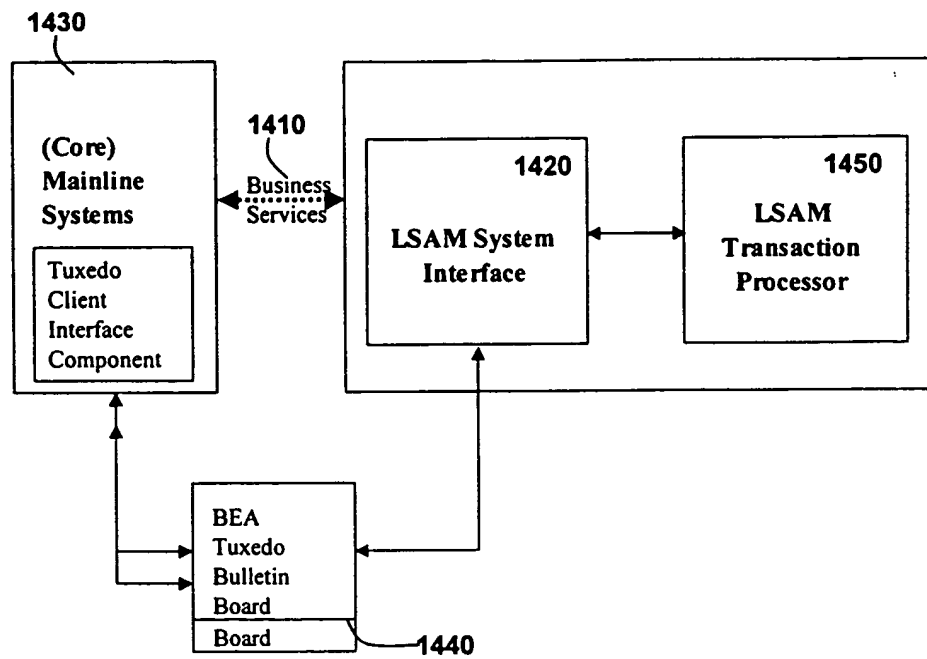 1430
(Core)
Mainline
Systems
Tuxedo
Client
Interface
Component
1410
Business
Services
1420
LSAM System
Interface
1450
LSAM
Transaction
Processor
BEA
Tuxedo
Bulletin
Board
Board
1440